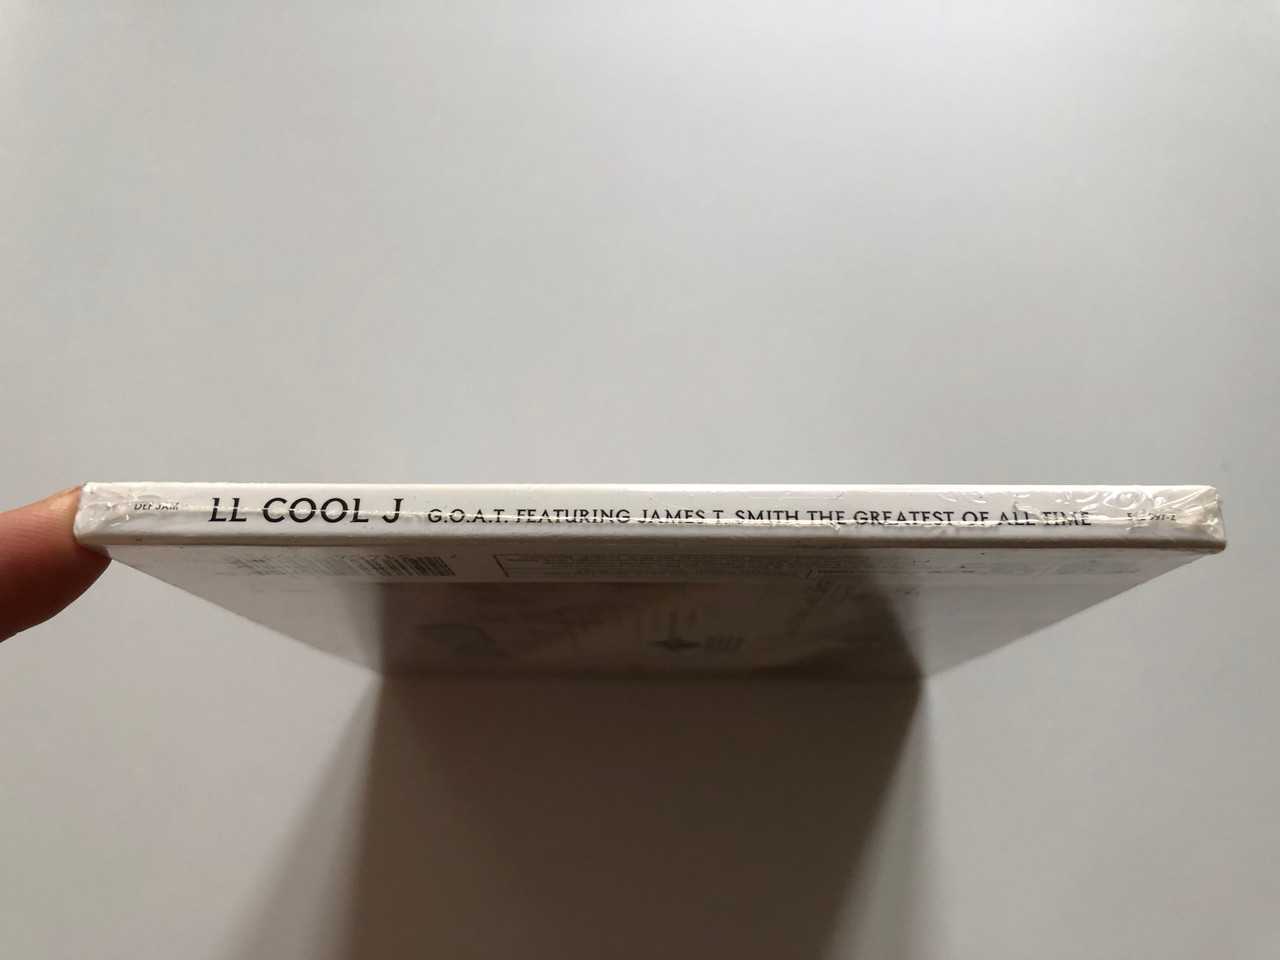 DEF JAM LL COOL J G.O.A.T. FEATURING JAMES T. SMITH THE GREATEST OF ALL TIME